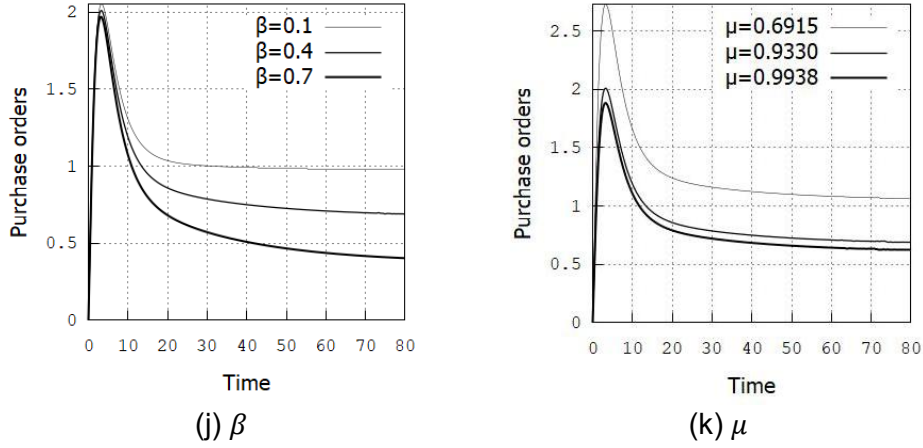 2
1.5
1
0.5
0
0 10 20 30 40 50 60 70 80
Purchase orders
Time
β=0.1
β=0.4
β=0.7
(j) β
2.5
2
1.5
1
0.5
0
0 10 20 30 40 50 60 70 80
Purchase orders
Time
μ=0.6915
μ=0.9330
μ=0.9938
(k) μ